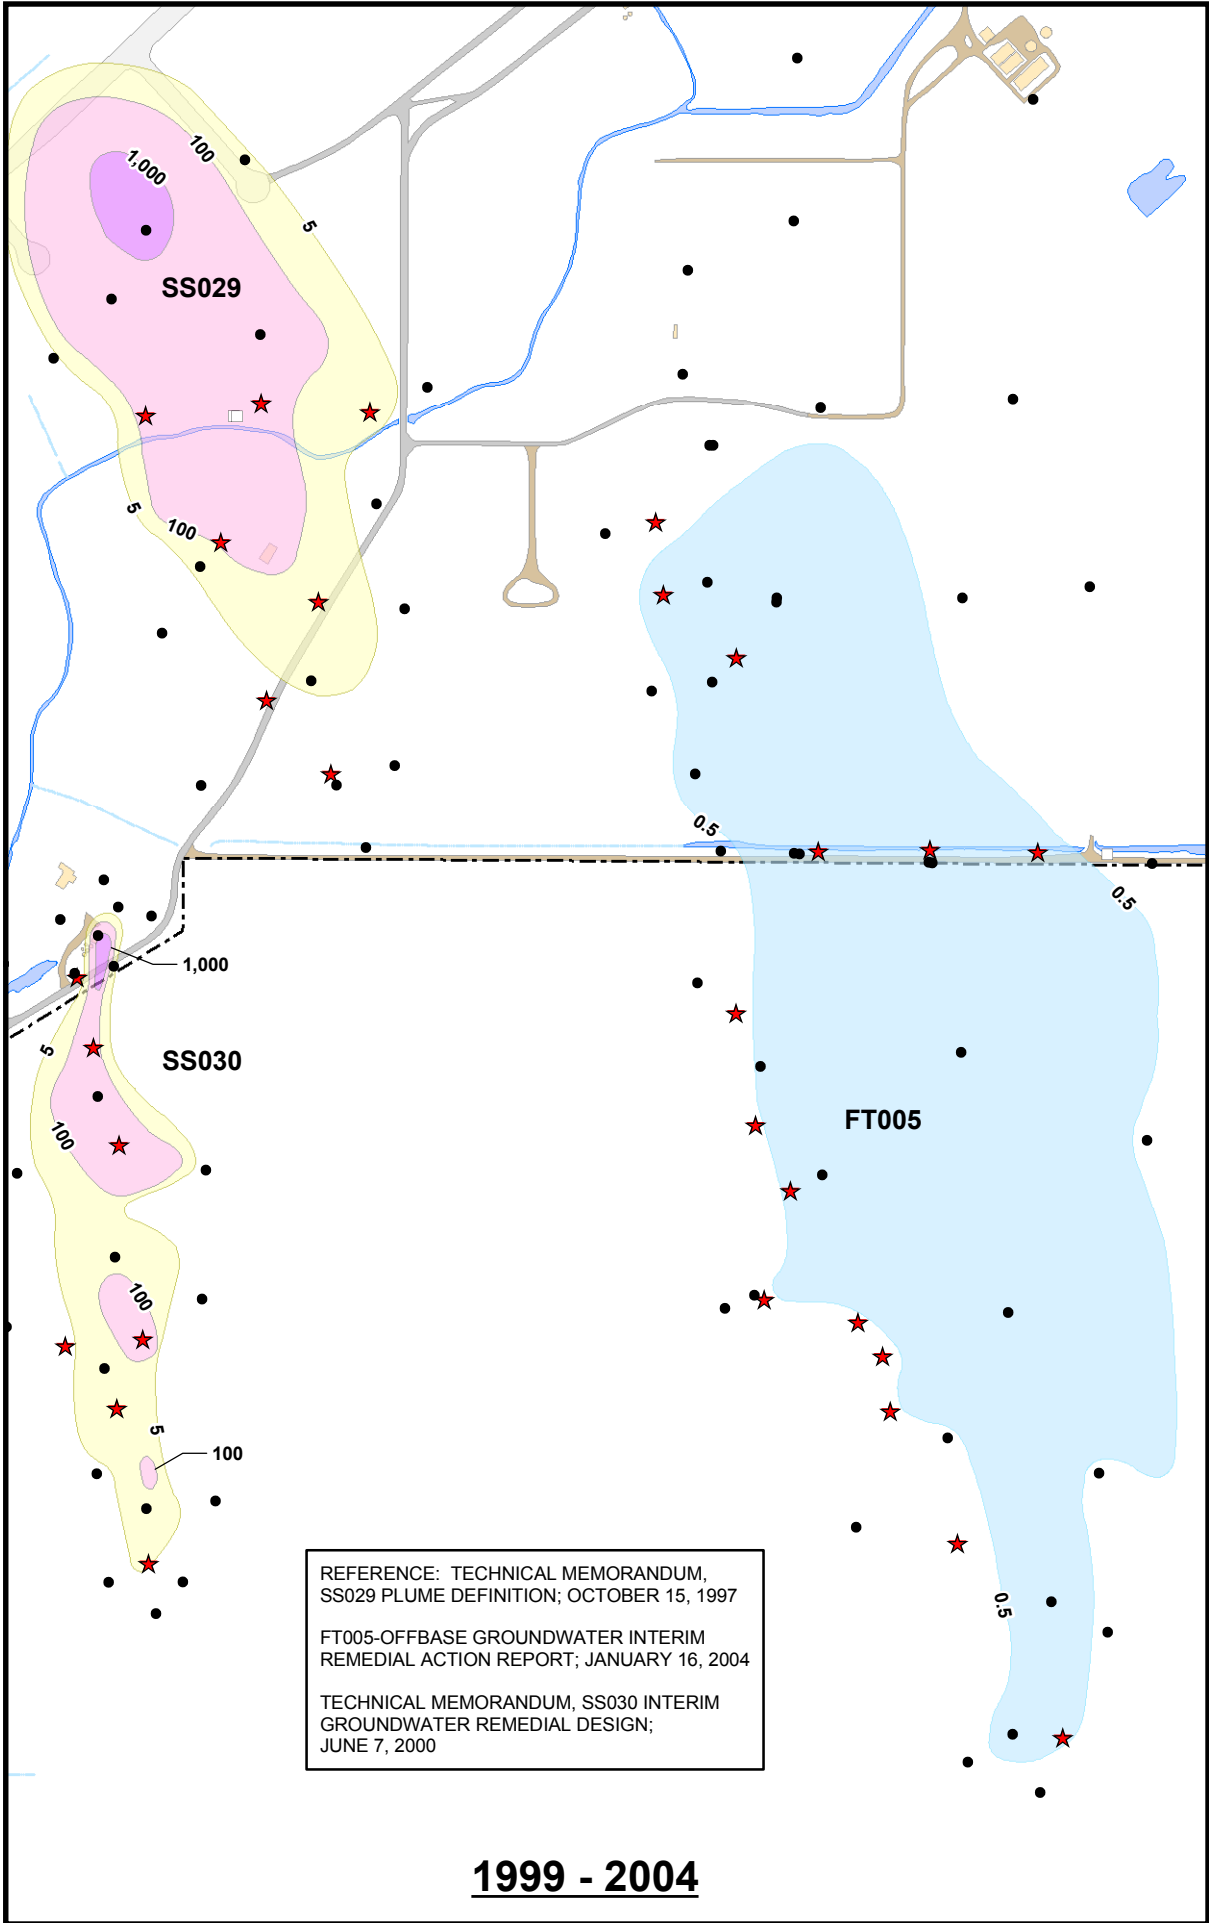 100
1,000
5
SS029
5
100
0.5
0.5
1,000
5
SS030
100
FT005
100
5
100
0.5
REFERENCE: TECHNICAL MEMORANDUM,
SS029 PLUME DEFINITION; OCTOBER 15, 1997
FT005-OFFBASE GROUNDWATER INTERIM
REMEDIAL ACTION REPORT; JANUARY 16, 2004
TECHNICAL MEMORANDUM, SS030 INTERIM
GROUNDWATER REMEDIAL DESIGN;
JUNE 7, 2000
1999 - 2004